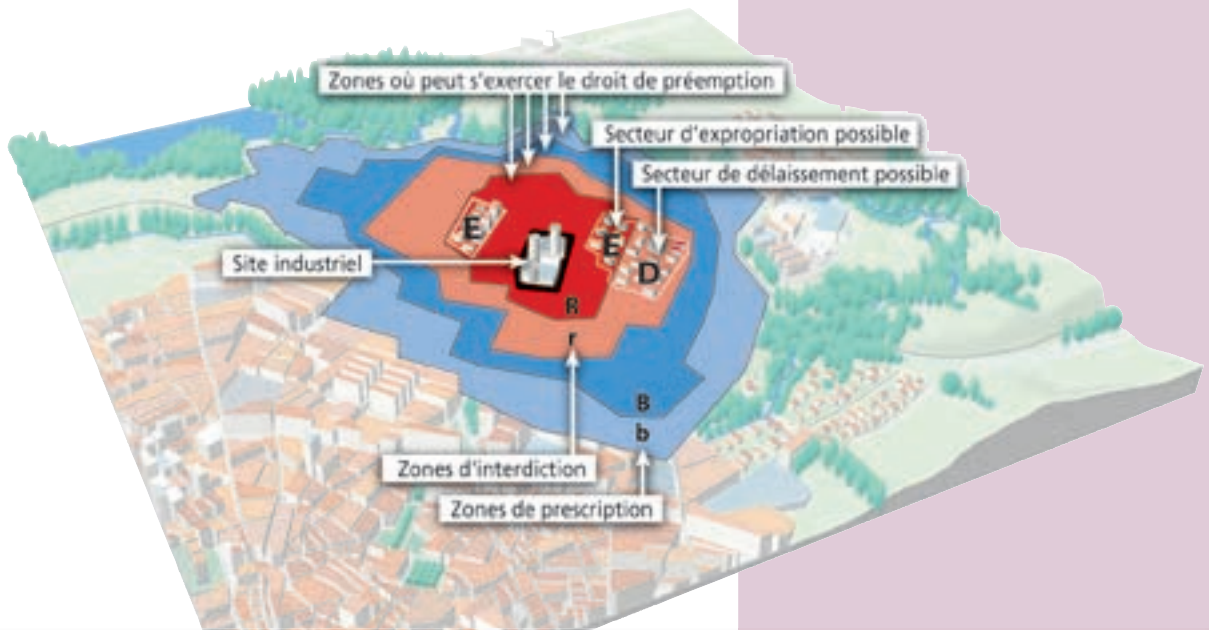 Zones où peut s'exercer le droit de préemption
Secteur d'expropriation possible
Secteur de délaissement possible
E
E
D
Site industriel
R
r
B
b
Zones d'interdiction
Zones de prescription